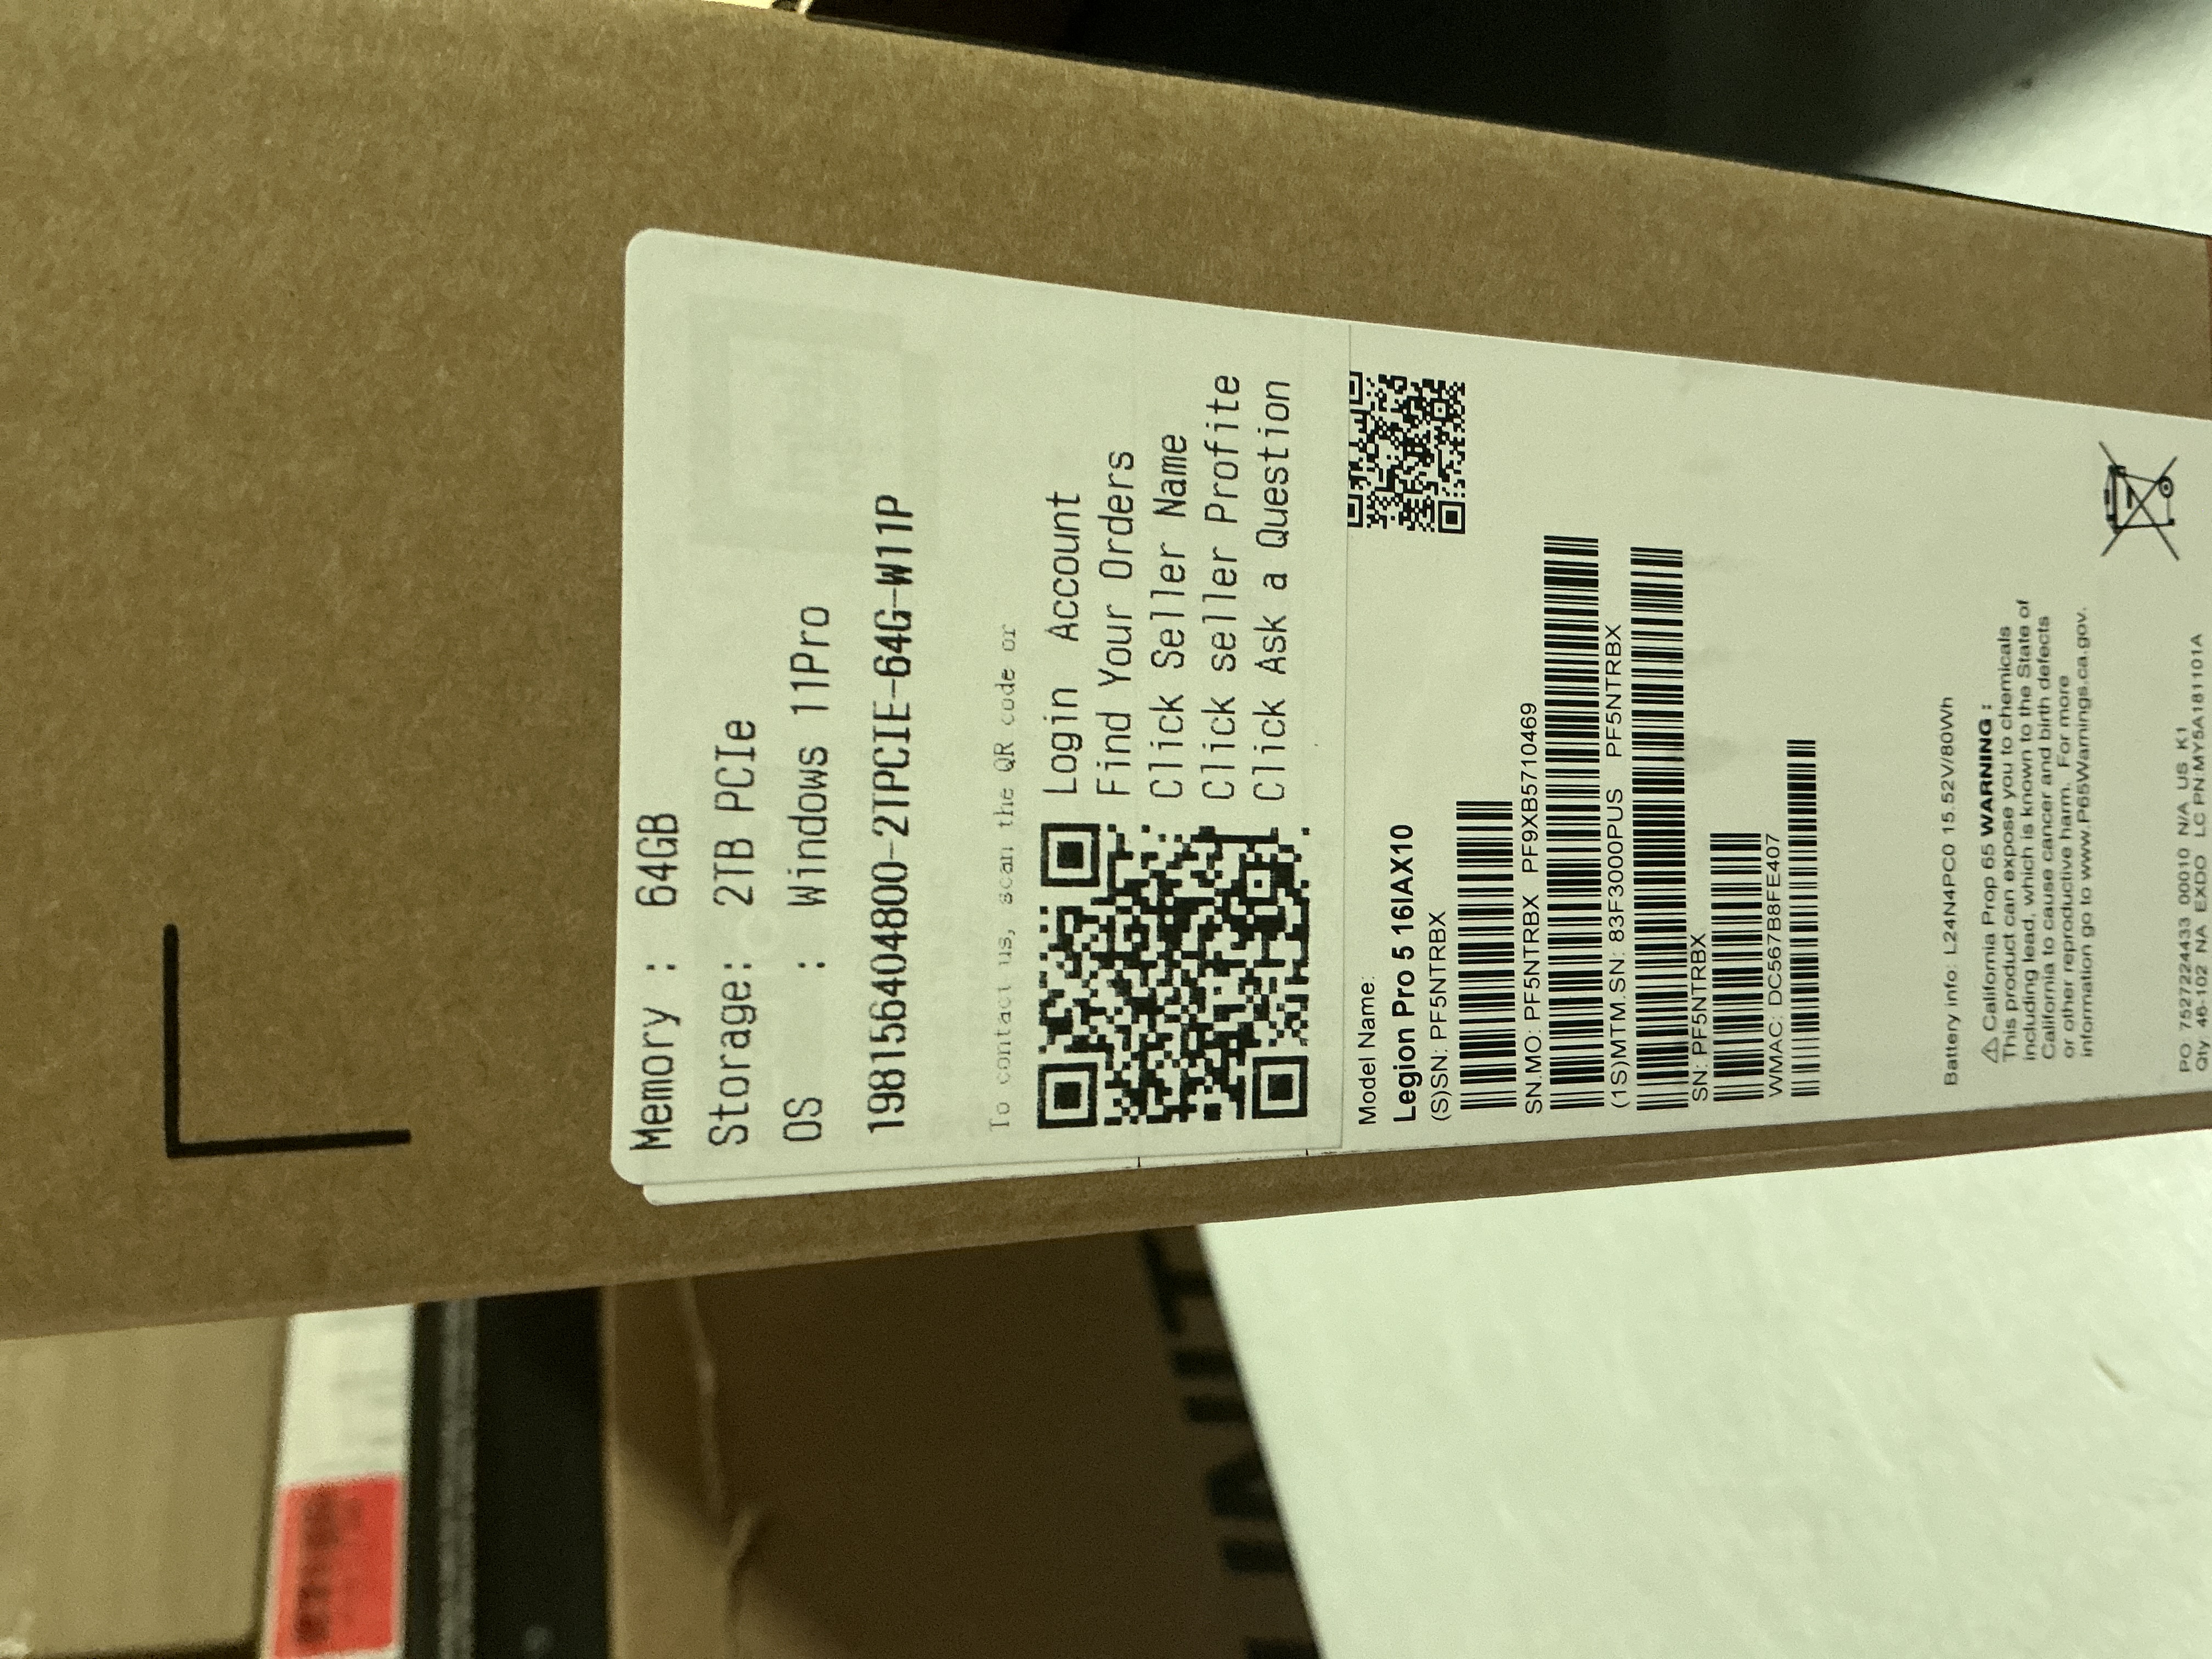 Memory : 64GB
Storage: 2TB PCIe
OS : Windows 11Pro
198156404800-2TPCIE-64G-W11P
To contact us, scan the QR code or
Login Account
Find Your Orders
Click Seller Name
Click seller Profite
Click Ask a Question
Model Name:
Legion Pro 5 16IAX10
(S)SN: PF5NTRBX
SN.MO: PF5NTRBX PF9XB5710469
(1S)MTM.SN: 83F3000PUS PF5NTRBX
SN: PF5NTRBX
WMAC: DC567B8FE407
Battery info: L24N4PC0 15.52V/80Wh
⚠ California Prop 65 WARNING :
This product can expose you to chemicals
including lead, which is known to the State of
California to cause cancer and birth defects
or other reproductive harm. For more
information go to www.P65Warnings.ca.gov.
PO 7527224433 00010 N/A US K1
Qty 46-102 NA EXDO LC PN:MY5A181101A